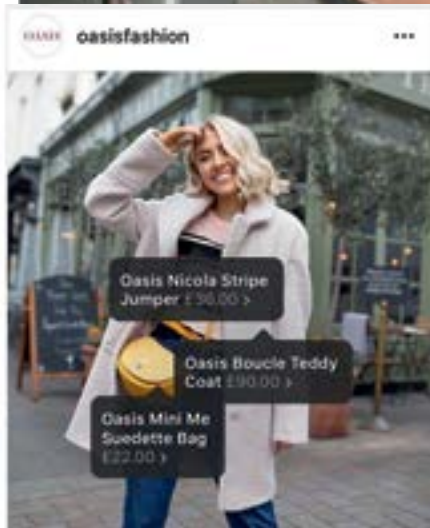 OASIS
oasisfashion
Oasis Nicola Stripe
Jumper £36.00 >
Oasis Boucle Teddy
Coat £90.00 >
Oasis Mini Me
Suedette Bag
£22.00 >